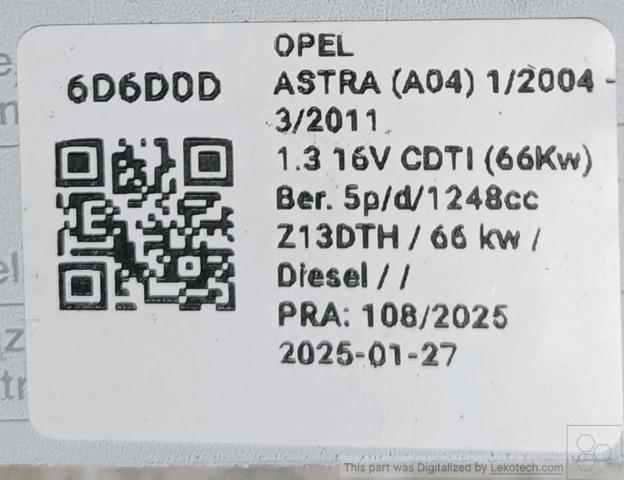 6D6D0D
OPEL
ASTRA (A04) 1/2004 -
3/2011
1.3 16V CDTI (66Kw)
Ber. 5p/d/1248cc
Z13DTH / 66 kw /
Diesel / /
PRA: 108/2025
2025-01-27
This part was Digitalized by Lekotech.com